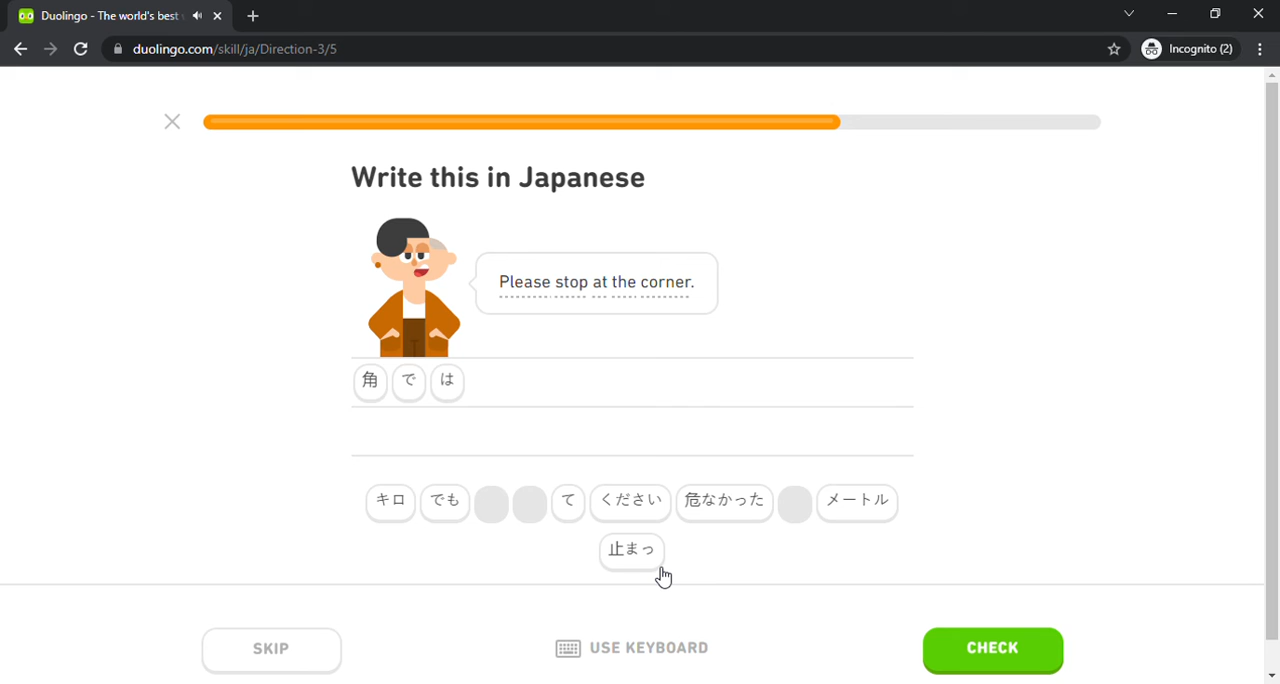 Duolingo - The world's best
duolingo.com/skill/ja/Direction-3/5
Incognito (2)
Write this in Japanese
Please stop at the corner.
角 で は
キロ でも て ください 危なかった メートル
止まっ
SKIP
USE KEYBOARD
CHECK